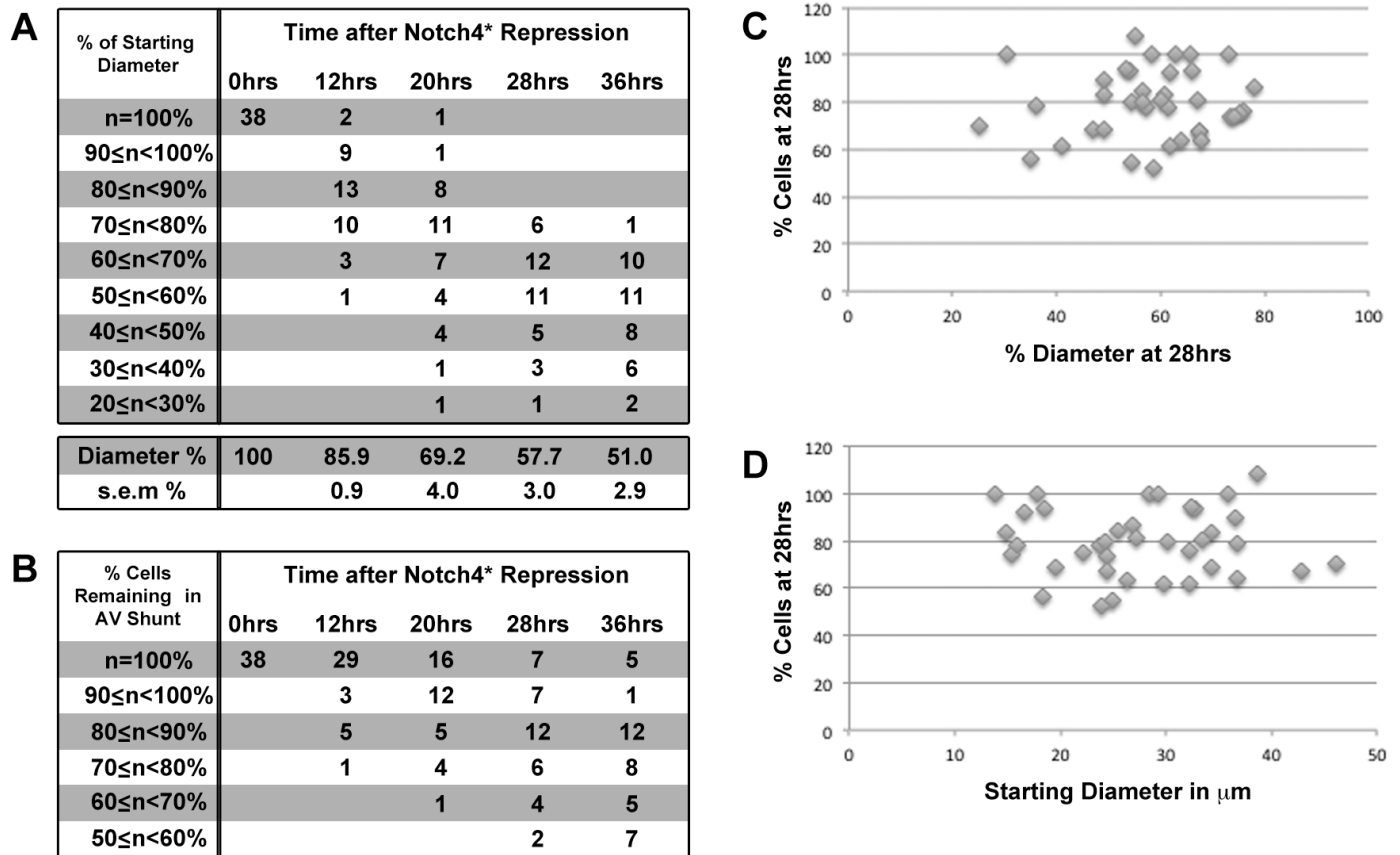 A
% of Starting Diameter
Time after Notch4* Repression
0hrs 12hrs 20hrs 28hrs 36hrs
n=100% 38 2 1
90≤n<100% 9 1
80≤n<90% 13 8
70≤n<80% 10 11 6 1
60≤n<70% 3 7 12 10
50≤n<60% 1 4 11 11
40≤n<50% 4 5 8
30≤n<40% 1 3 6
20≤n<30% 1 1 2
Diameter % 100 85.9 69.2 57.7 51.0
s.e.m % 0.9 4.0 3.0 2.9
B
% Cells
Remaining in
AV Shunt
Time after Notch4* Repression
0hrs 12hrs 20hrs 28hrs 36hrs
n=100% 38 29 16 7 5
90≤n<100% 3 12 7 1
80≤n<90% 5 5 12 12
70≤n<80% 1 4 6 8
60≤n<70% 1 4 5
50≤n<60% 2 7
C
% Cells at 28hrs
120
100
80
60
40
20
0
0 20 40 60 80 100
% Diameter at 28hrs
D
% Cells at 28hrs
120
100
80
60
40
20
0
0 10 20 30 40 50
Starting Diameter in µm